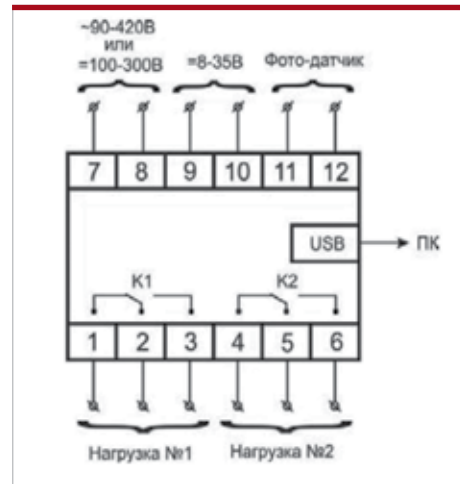 ~90-420В
или
=100-300В
=8-35В
Фото-датчик
7 8 9 10 11 12
USB
ПК
К1 К2
1 2 3 4 5 6
Нагрузка №1 Нагрузка №2